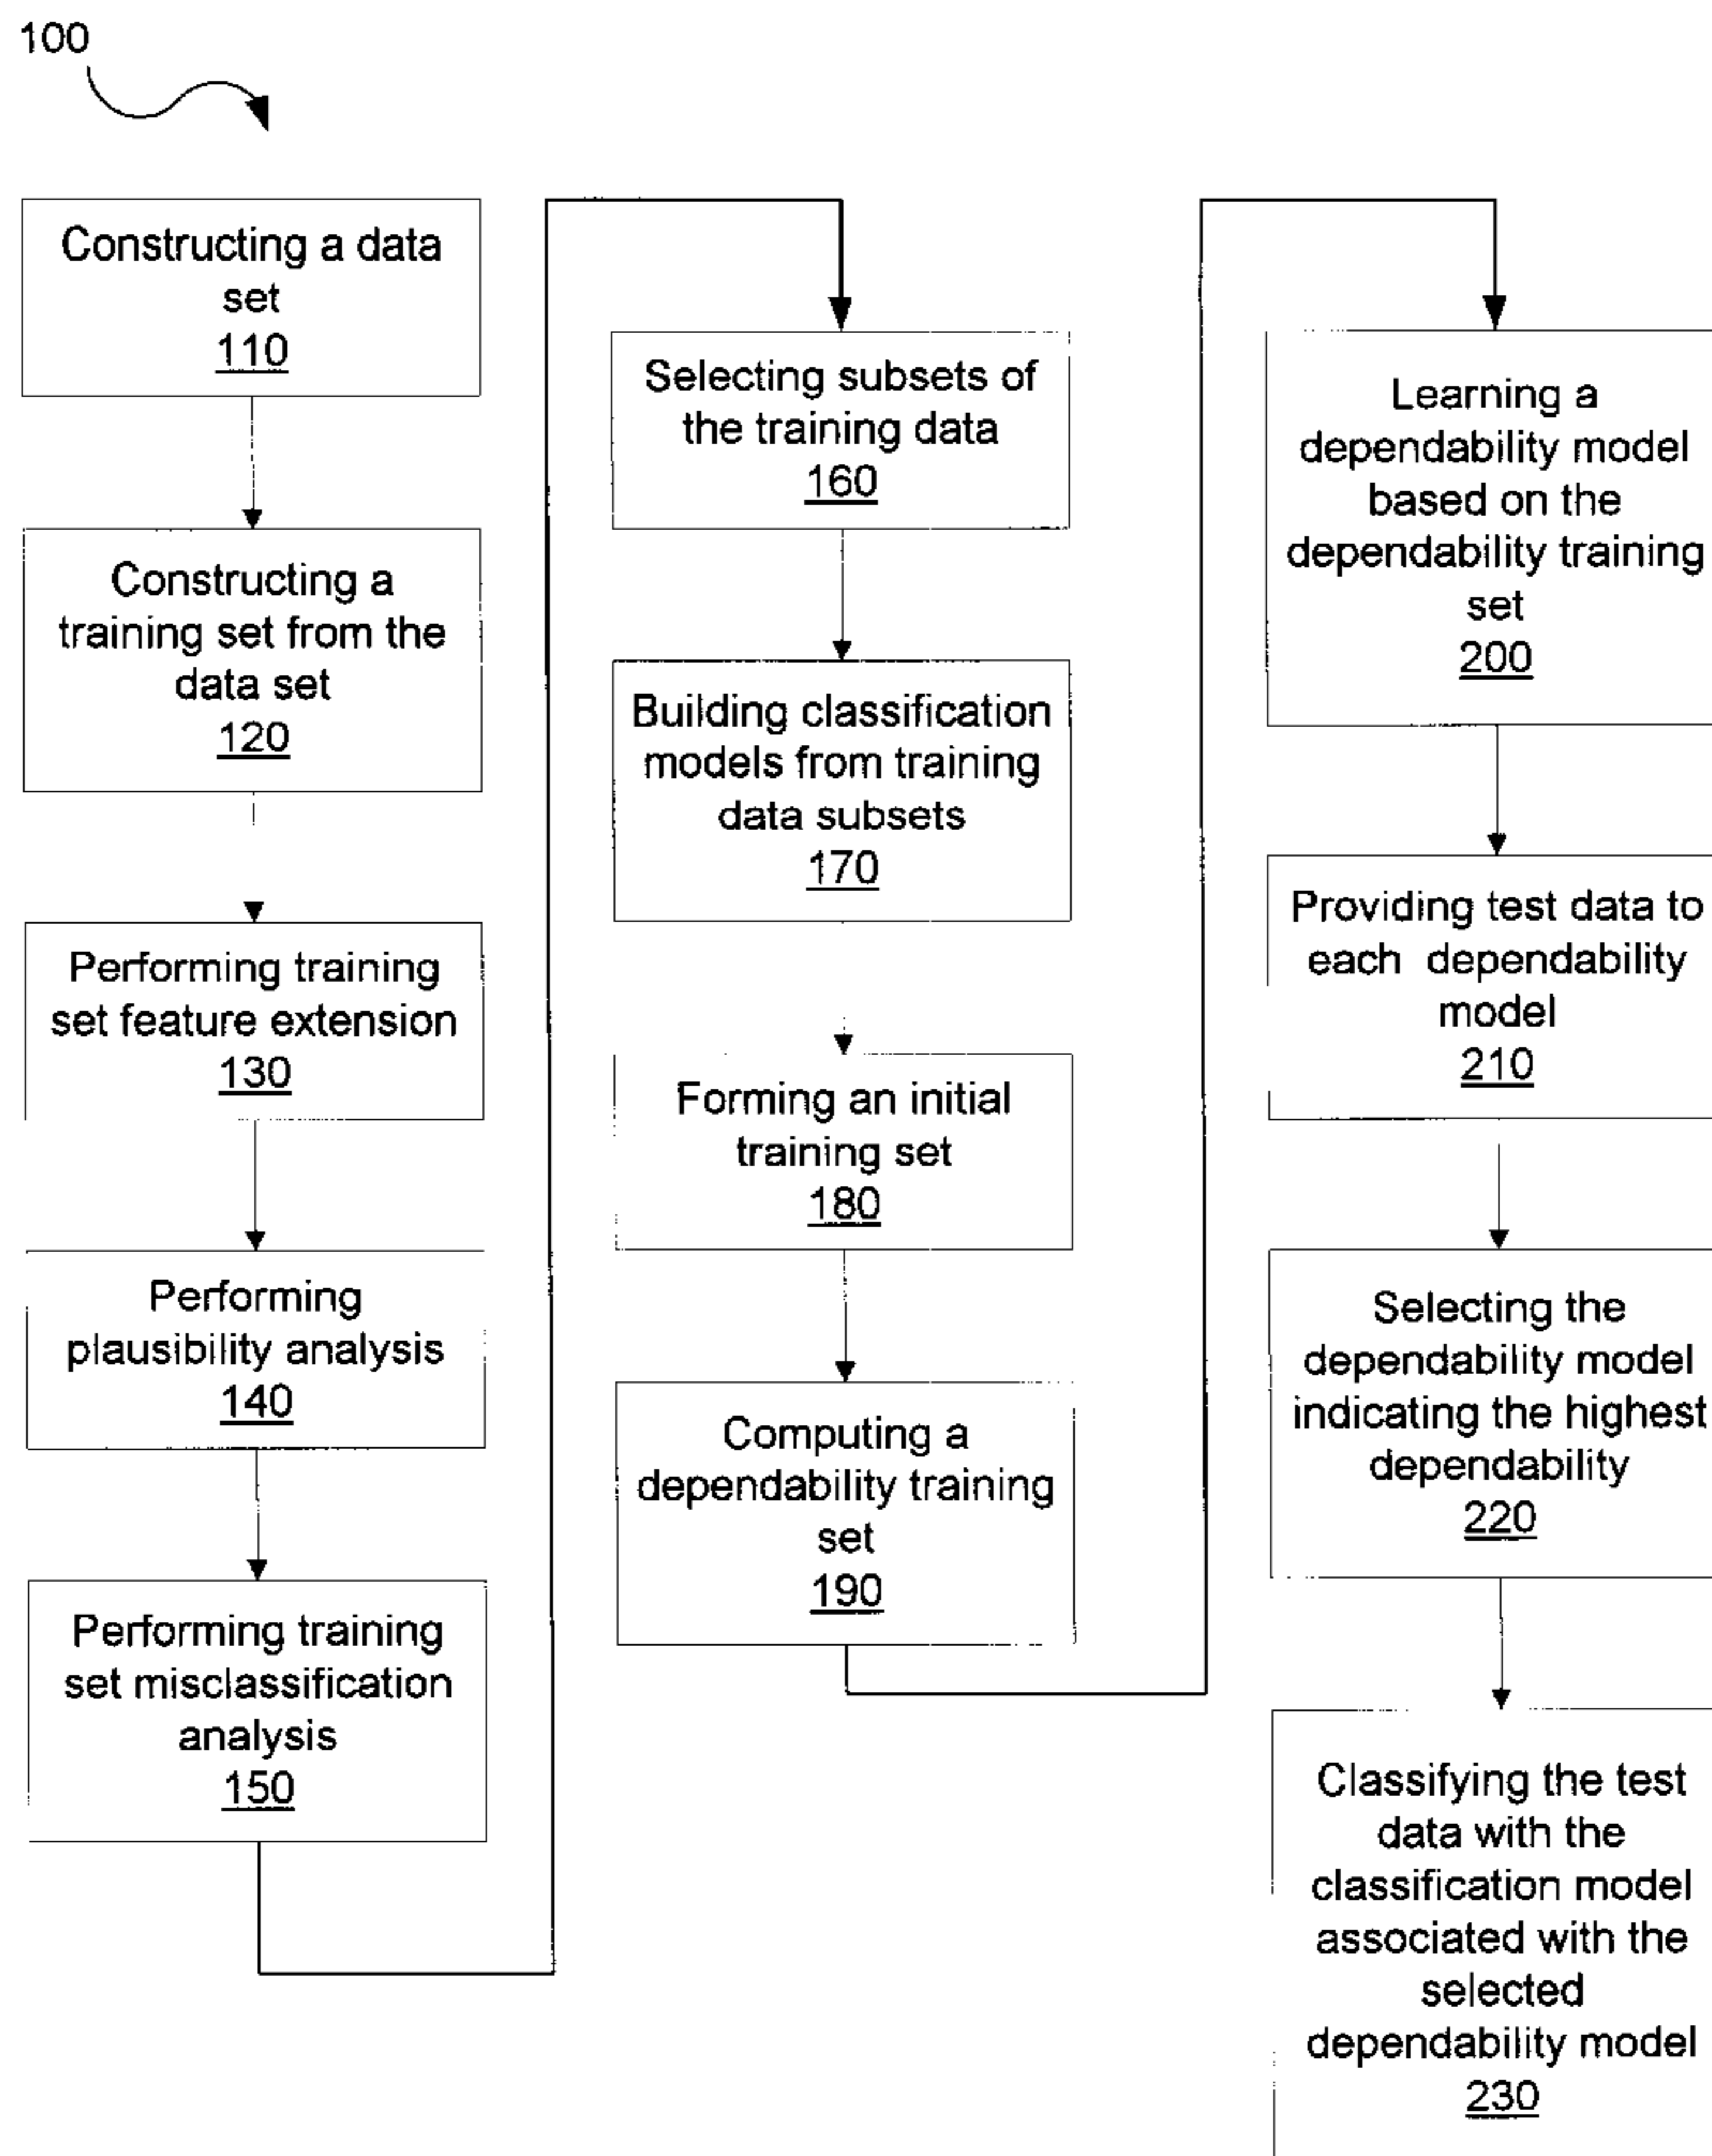 100
Constructing a data
set
110
Constructing a
training set from the
data set
120
Performing training
set feature extension
130
Performing
plausibility analysis
140
Performing training
set misclassification
analysis
150
Selecting subsets of
the training data
160
Building classification
models from training
data subsets
170
Forming an initial
training set
180
Computing a
dependability training
set
190
Learning a
dependability model
based on the
dependability training
set
200
Providing test data to
each dependability
model
210
Selecting the
dependability model
indicating the highest
dependability
220
Classifying the test
data with the
classification model
associated with the
selected
dependability model
230